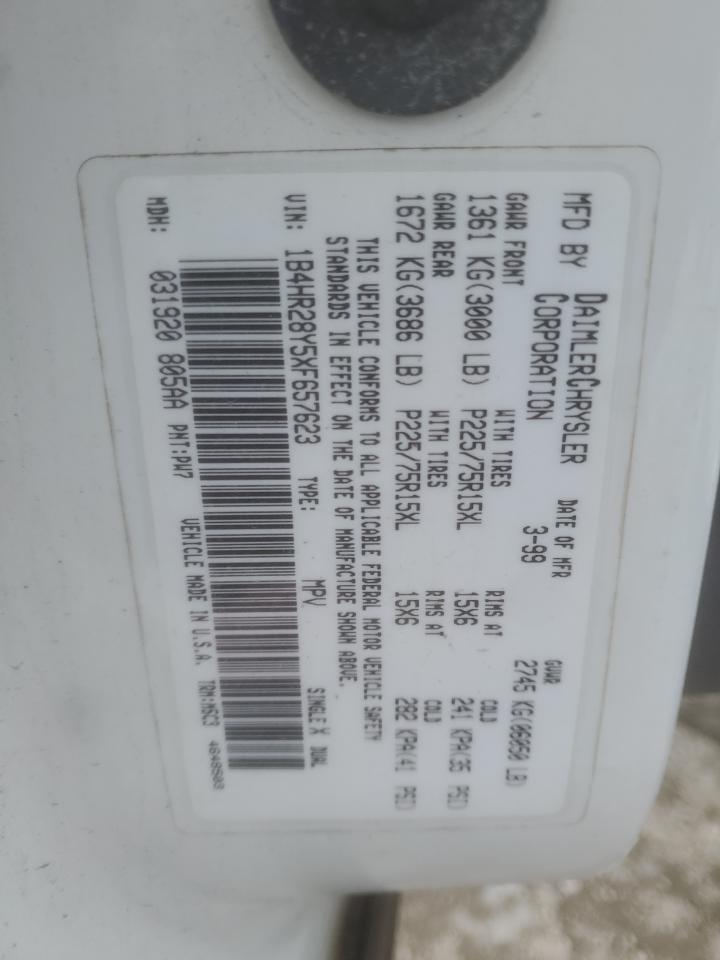 MFD BY DAIMLERCHRYSLER CORPORATION
DATE OF MFR 3-99
GVWR 2745 KG(06050 LB)
GAWR FRONT WITH TIRES RIMS AT COLD
1361 KG(3000 LB) P225/75R15XL 15X6 241 KPA(35 PSI)
GAWR REAR WITH TIRES RIMS AT COLD
1672 KG(3686 LB) P225/75R15XL 15X6 282 KPA(41 PSI)
THIS VEHICLE CONFORMS TO ALL APPLICABLE FEDERAL MOTOR VEHICLE SAFETY
STANDARDS IN EFFECT ON THE DATE OF MANUFACTURE SHOWN ABOVE.
VIN: 1B4HR28Y5XF657623 TYPE: MPV SINGLE X DUAL
MDH: 031920 805AA PNT:PW7 VEHICLE MADE IN U.S.A. TRM:M5C3